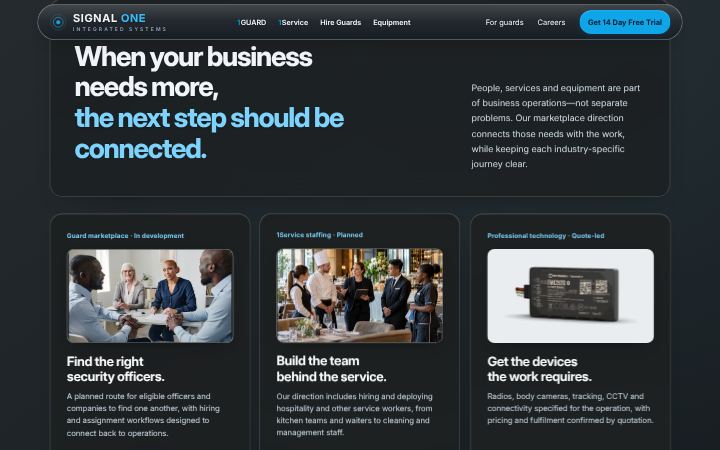 SIGNAL ONE
INTEGRATED SYSTEMS
1GUARD
1Service
Hire Guards
Equipment
For guards
Careers
Get 14 Day Free Trial
When your business
needs more,
the next step should be
connected.
People, services and equipment are part
of business operations—not separate
problems. Our marketplace direction
connects those needs with the work,
while keeping each industry-specific
journey clear.
Guard marketplace · In development
Find the right
security officers.
A planned route for eligible officers and
companies to find one another, with hiring
and assignment workflows designed to
connect back to operations.
1Service staffing · Planned
Build the team
behind the service.
Our direction includes hiring and deploying
hospitality and other service workers, from
kitchen teams and waiters to cleaning and
management staff.
Professional technology · Quote-led
Get the devices
the work requires.
Radios, body cameras, tracking, CCTV and
connectivity specified for the operation, with
pricing and fulfilment confirmed by quotation.